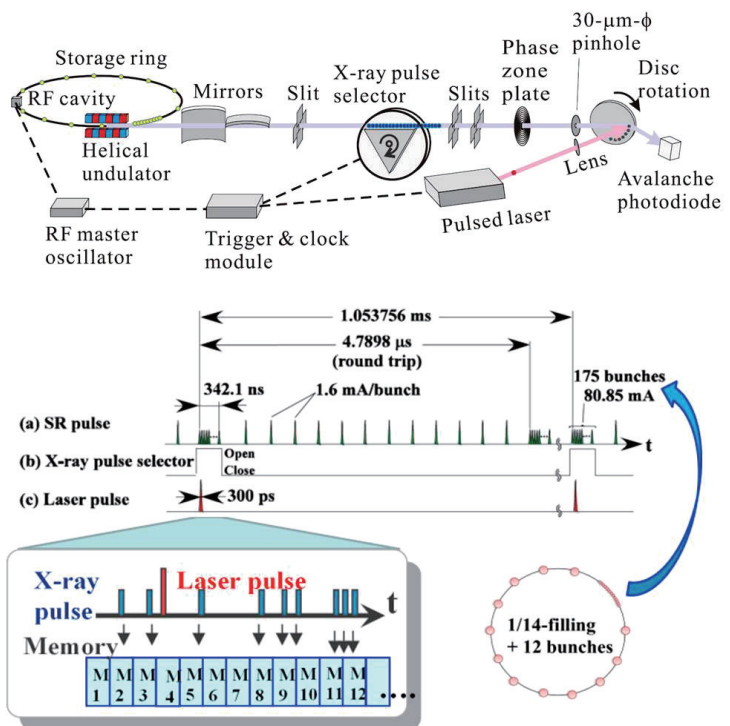 30-μm-ϕ
pinhole
Storage ring
X-ray pulse
selector
Phase
zone
plate
Disc
rotation
RF cavity
Mirrors
Slit
Slits
Helical
undulator
Lens
Avalanche
photodiode
RF master
oscillator
Trigger & clock
module
Pulsed laser
1.053756 ms
4.7898 μs
(round trip)
342.1 ns
1.6 mA/bunch
175 bunches
80.85 mA
(a) SR pulse
t
(b) X-ray pulse selector
Open
Close
(c) Laser pulse
300 ps
X-ray
pulse
Laser pulse
t
Memory
M M M M M M M M M M M M
1 2 3 4 5 6 7 8 9 10 11 12
....
1/14-filling
+ 12 bunches